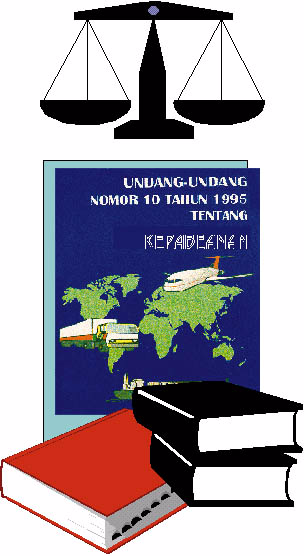 UNDANG-UNDANG
NOMOR 10 TAHUN 1995
TENTANG
KEPABEANAN